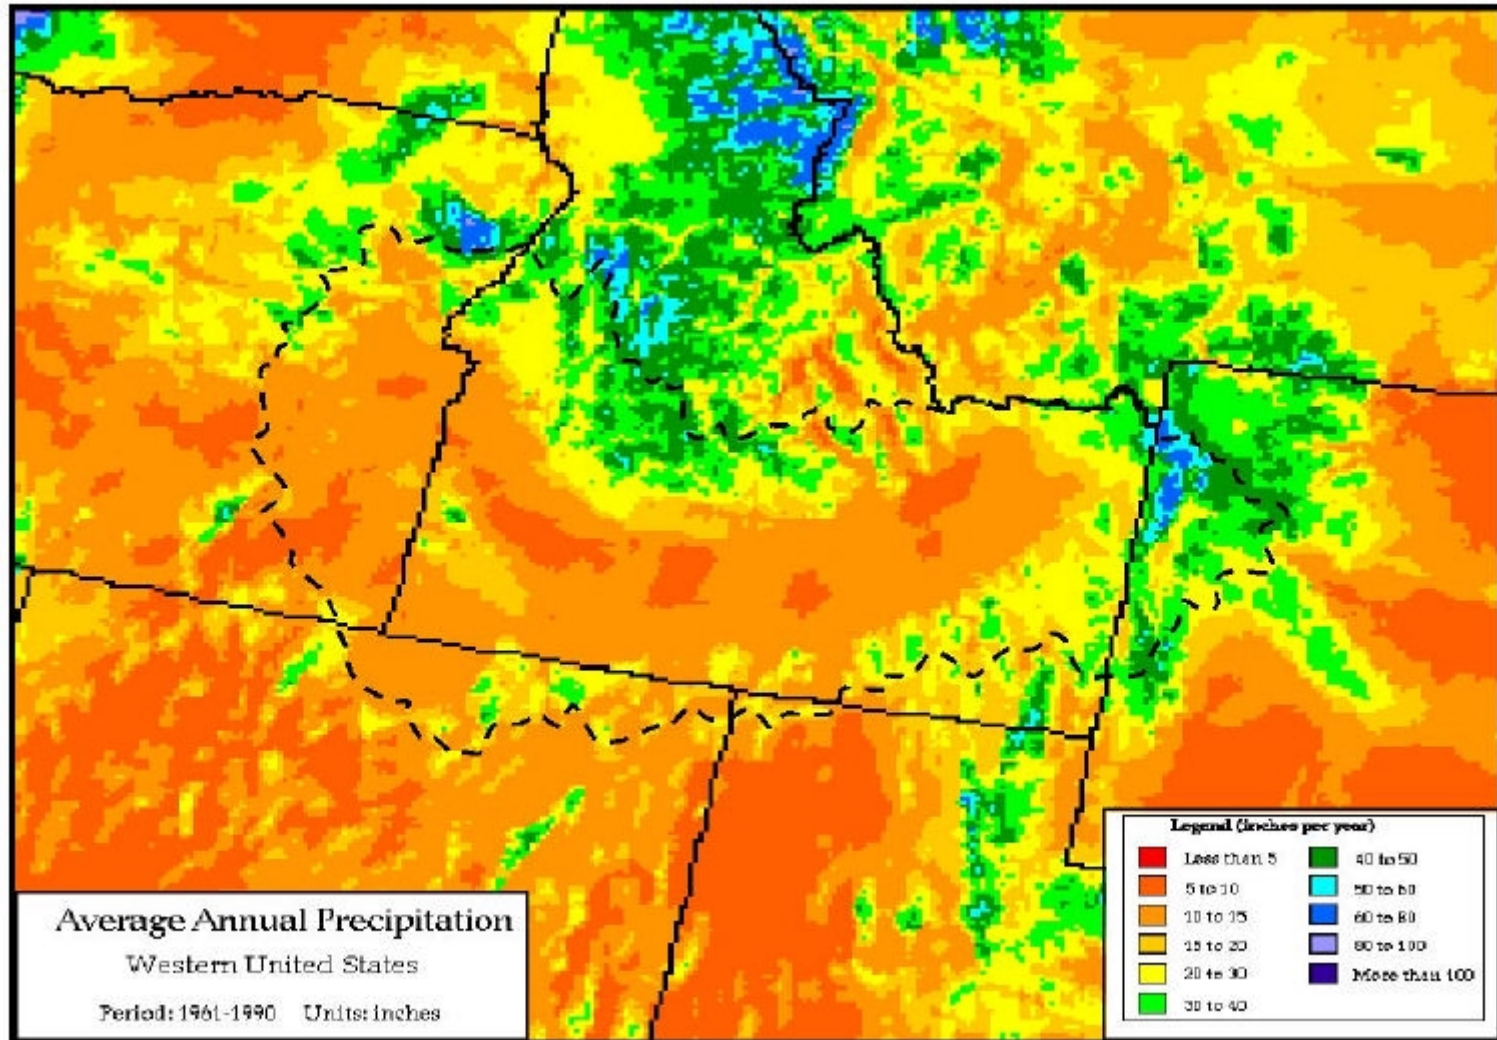 Average Annual Precipitation
Western United States
Period: 1961-1990 Units: inches
Legend (inches per year)
Less than 5
5 to 10
10 to 15
15 to 20
20 to 30
30 to 40
40 to 50
50 to 60
60 to 80
80 to 100
More than 100